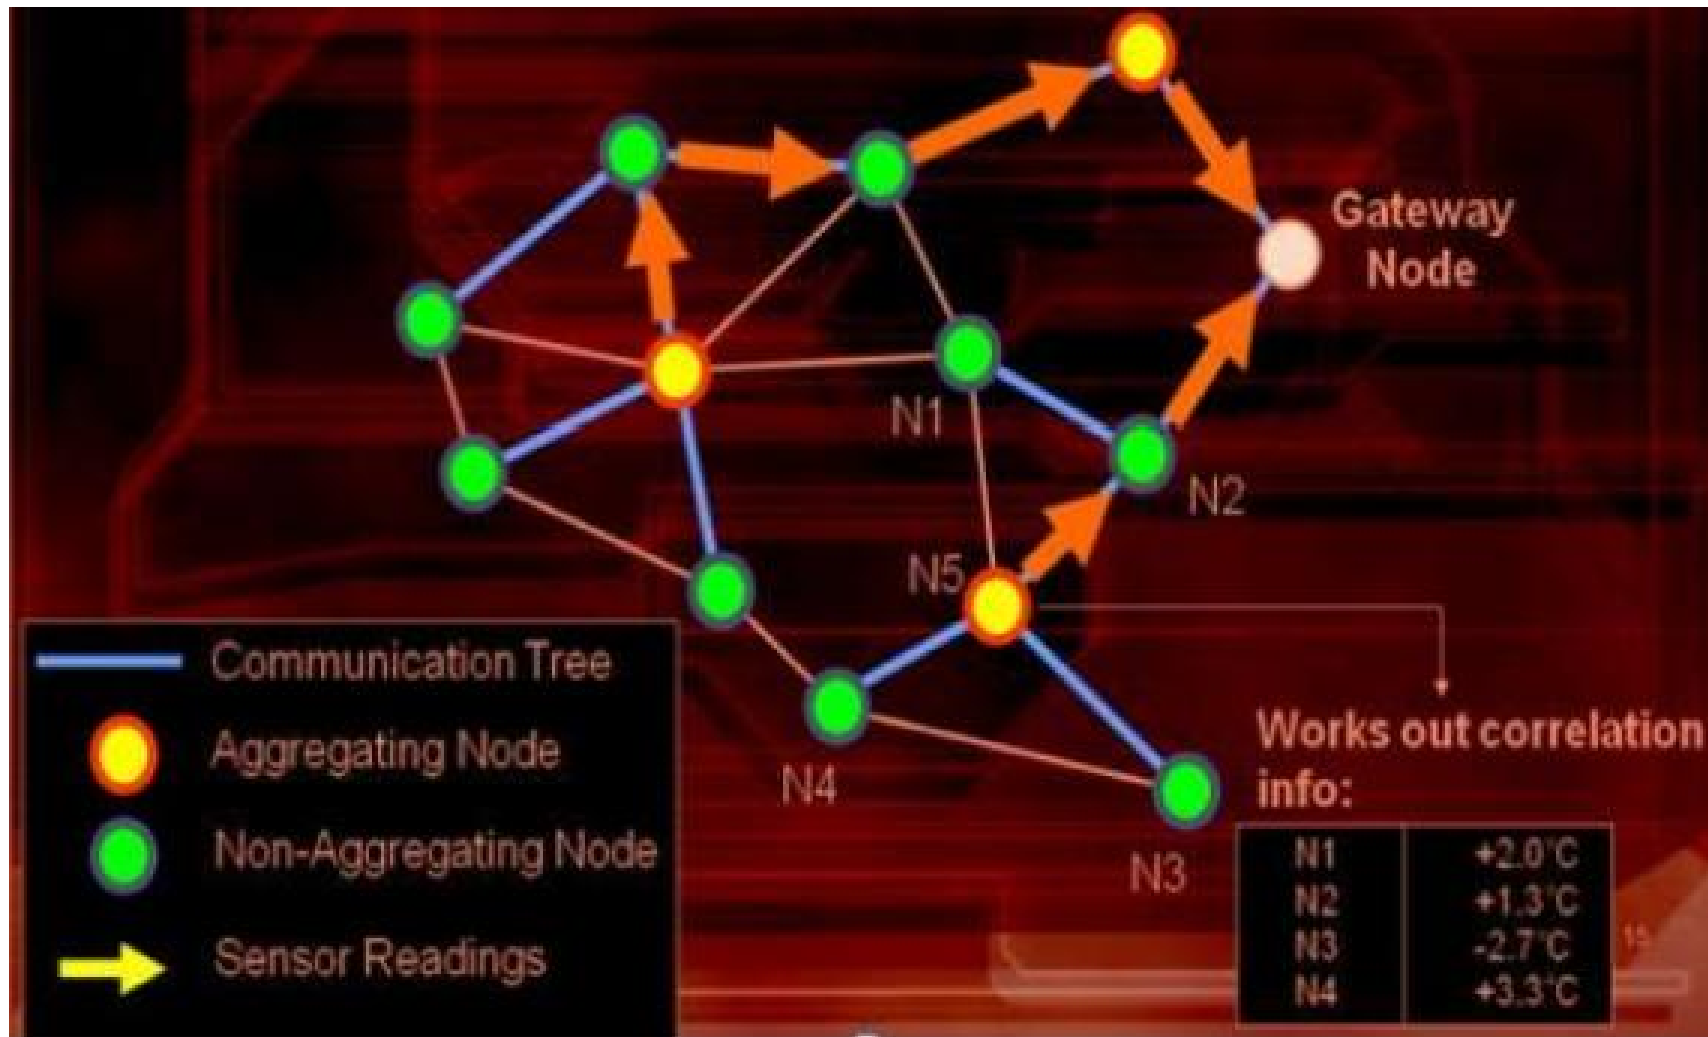 Gateway
Node
N1
N2
N5
N4
N3
Communication Tree
Aggregating Node
Non-Aggregating Node
Sensor Readings
Works out correlation
info:
N1 +2.0°C
N2 +1.3°C
N3 -2.7°C
N4 +3.3°C
15